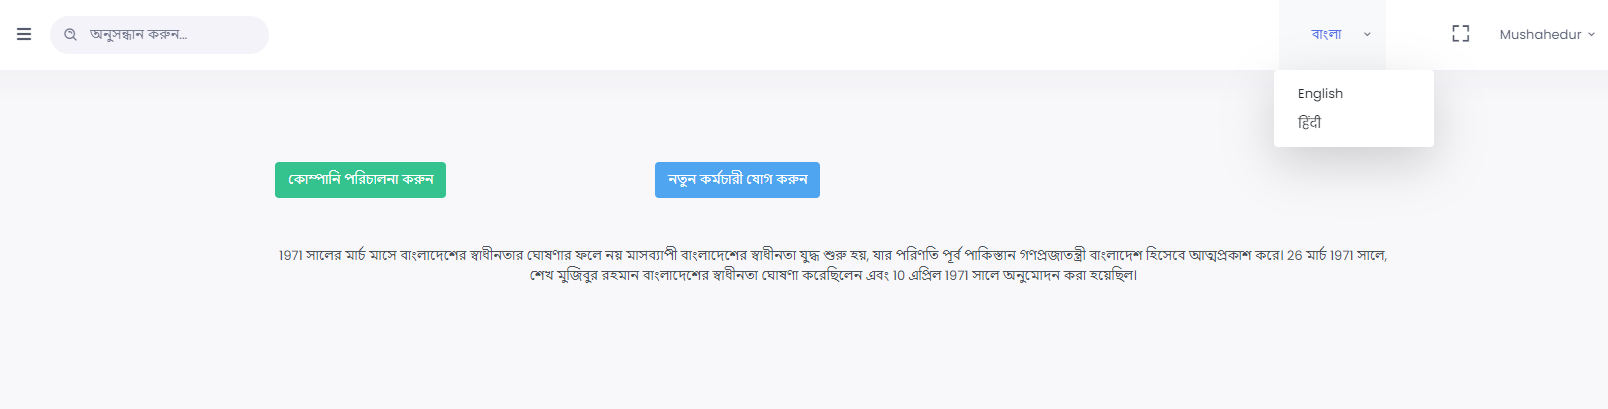 অনুসন্ধান করুন...
বাংলা
Mushahedur
English
हिंदी
কোম্পানি পরিচালনা করুন
নতুন কর্মচারী যোগ করুন
1971 সালের মার্চ মাসে বাংলাদেশের স্বাধীনতার ঘোষণার ফলে নয় মাসব্যাপী বাংলাদেশের স্বাধীনতা যুদ্ধ শুরু হয়, যার পরিণতি পূর্ব পাকিস্তান গণপ্রজাতন্ত্রী বাংলাদেশ হিসেবে আত্মপ্রকাশ করে। 26 মার্চ 1971 সালে,
শেখ মুজিবুর রহমান বাংলাদেশের স্বাধীনতা ঘোষণা করেছিলেন এবং 10 এপ্রিল 1971 সালে অনুমোদন করা হয়েছিল।